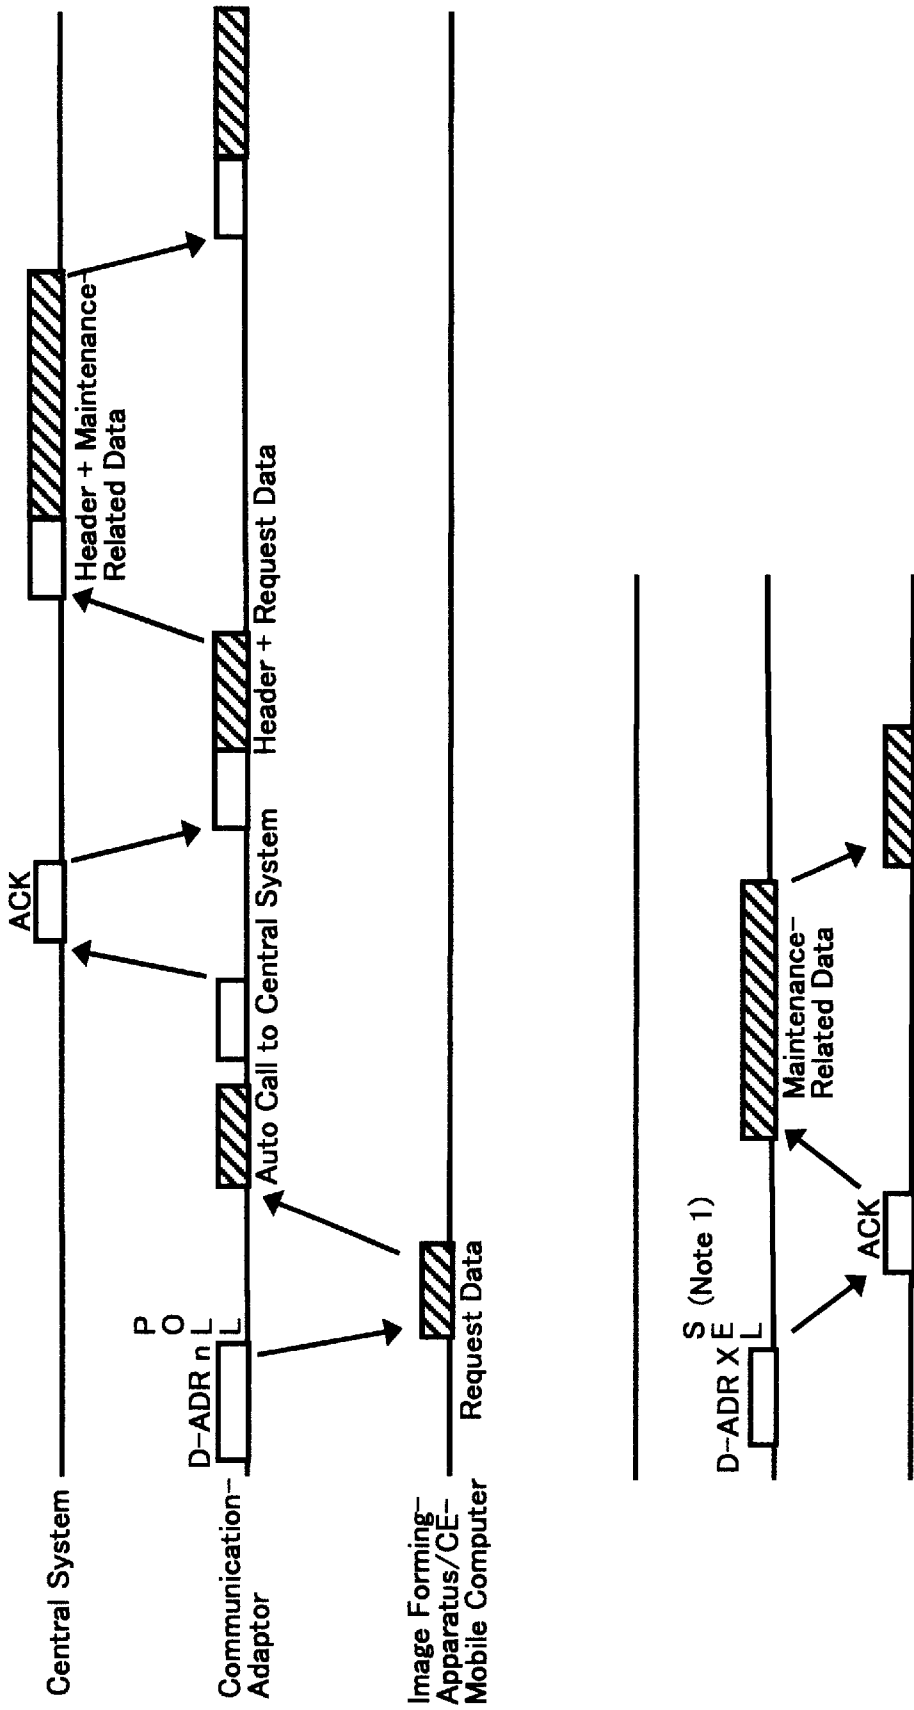 Central System
ACK
Header + Maintenance-
Related Data
Communication-
Adaptor
D-ADR n
P
O
L
L
Auto Call to Central System
Header + Request Data
Image Forming-
Apparatus/CE-
Mobile Computer
Request Data
D-ADR X
S
E
L
(Note 1)
Maintenance-
Related Data
ACK